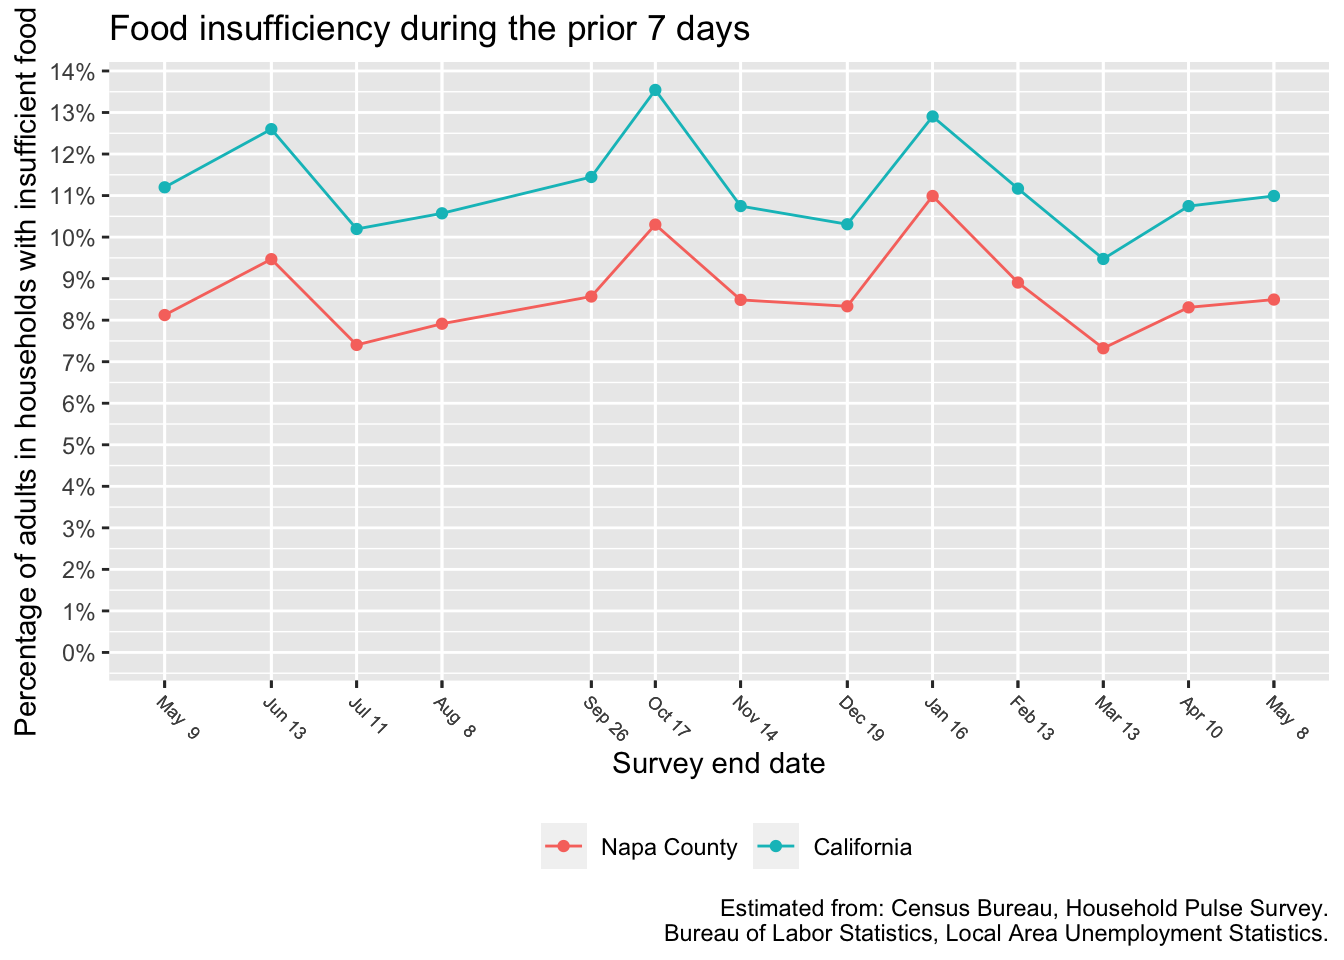 Food insufficiency during the prior 7 days
Percentage of adults in households with insufficient food
14%
13%
12%
11%
10%
9%
8%
7%
6%
5%
4%
3%
2%
1%
0%
May 9
Jun 13
Jul 11
Aug 8
Sep 26
Oct 17
Nov 14
Dec 19
Jan 16
Feb 13
Mar 13
Apr 10
May 8
Survey end date
Napa County
California
Estimated from: Census Bureau, Household Pulse Survey.
Bureau of Labor Statistics, Local Area Unemployment Statistics.